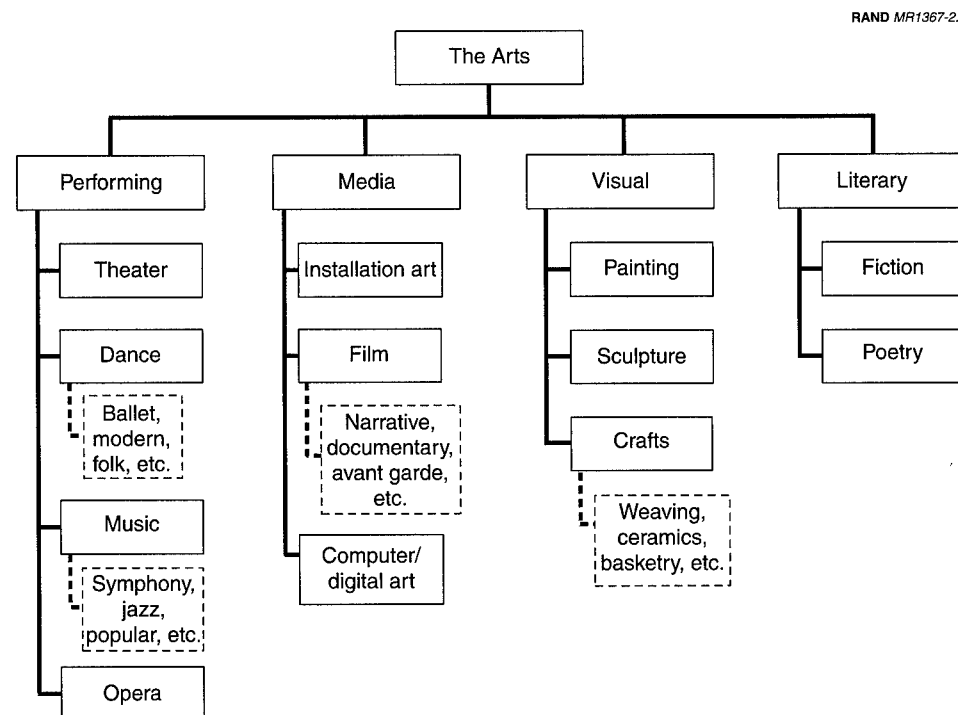 RAND MR1367-2.
The Arts
Performing
Media
Visual
Literary
Theater
Dance
Ballet,
modern,
folk, etc.
Music
Symphony,
jazz,
popular, etc.
Opera
Installation art
Film
Narrative,
documentary,
avant garde,
etc.
Computer/
digital art
Painting
Sculpture
Crafts
Weaving,
ceramics,
basketry, etc.
Fiction
Poetry